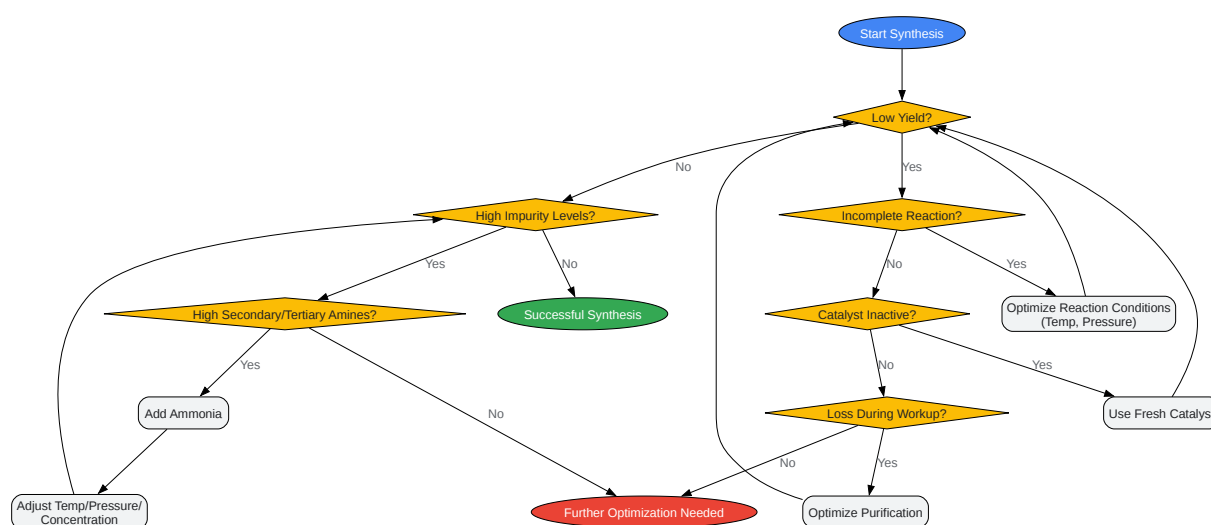 Start Synthesis
Low Yield?
No
Yes
High Impurity Levels?
Incomplete Reaction?
Yes
No
No
Yes
High Secondary/Tertiary Amines?
Successful Synthesis
Catalyst Inactive?
Optimize Reaction Conditions
(Temp, Pressure)
Yes
No
No
Yes
Add Ammonia
Loss During Workup?
Use Fresh Catalyst
No
Yes
Adjust Temp/Pressure/
Concentration
Further Optimization Needed
Optimize Purification